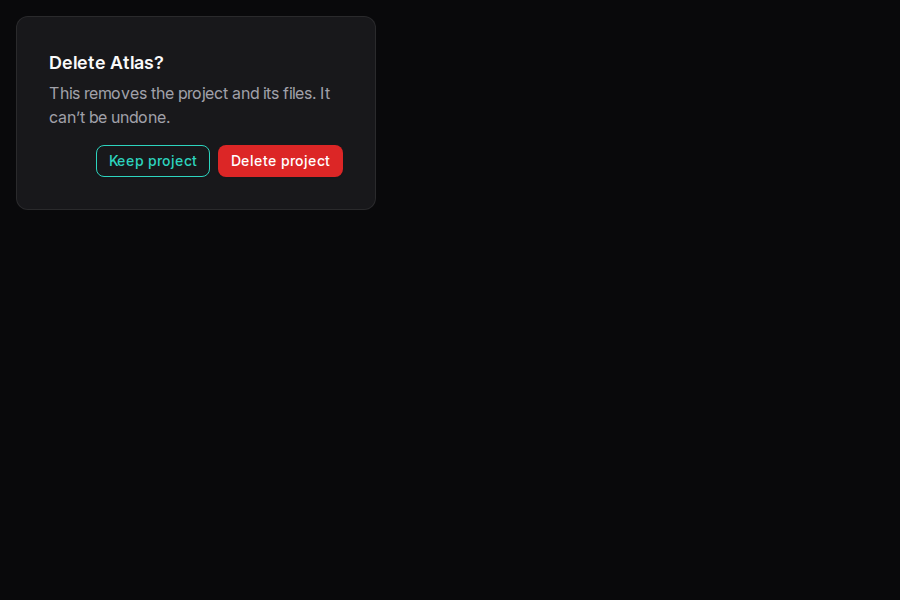 Delete Atlas?
This removes the project and its files. It
can’t be undone.
Keep project
Delete project